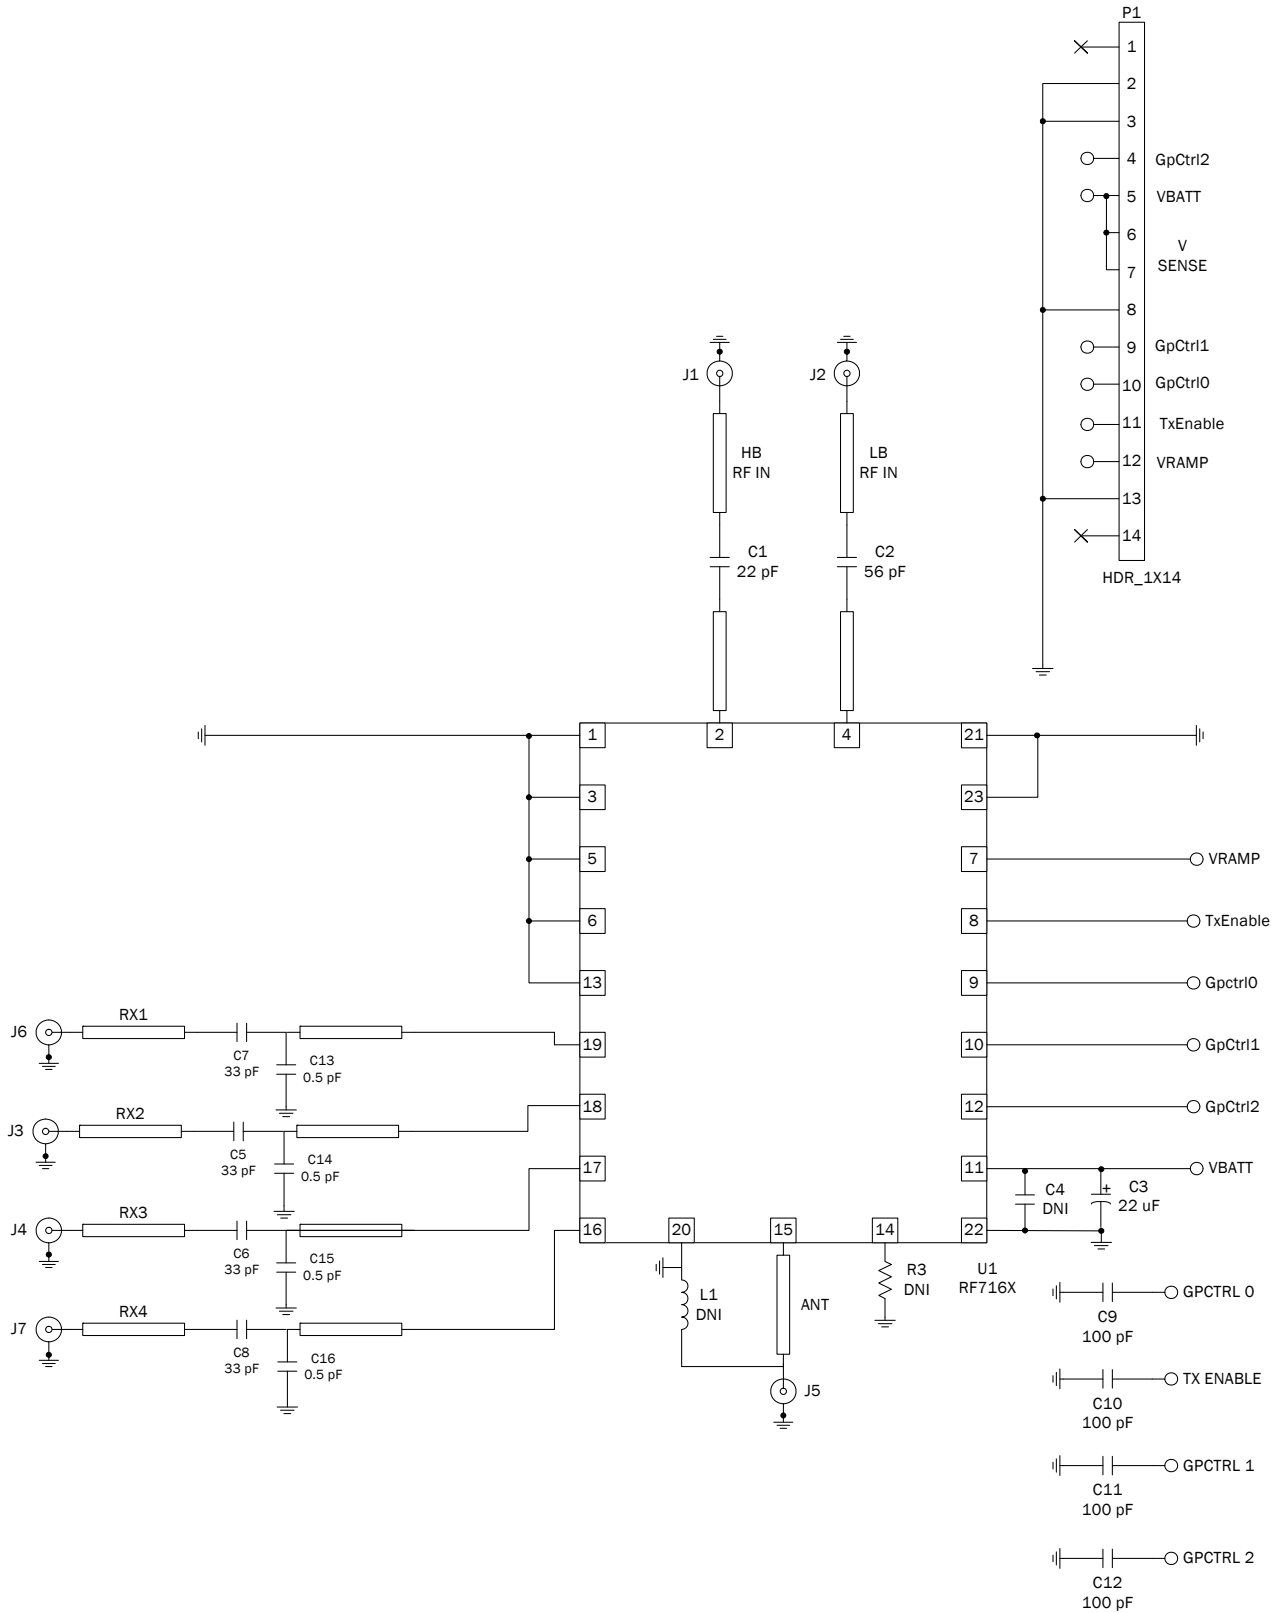 P1
1
2
3
4 GpCtrl2
5 VBATT
6
V
SENSE
7
8
9 GpCtrl1
10 GpCtrl0
11 TxEnable
12 VRAMP
13
14
HDR_1X14
J1
J2
HB
RF IN
LB
RF IN
C1
22 pF
C2
56 pF
1
2
4
21
3
23
5
7
VRAMP
6
8
TxEnable
13
9
Gpctrl0
J6
RX1
C7
33 pF
C13
0.5 pF
19
10
GpCtrl1
J3
RX2
C5
33 pF
C14
0.5 pF
18
12
GpCtrl2
17
11
VBATT
C4
DNI
+
C3
22 uF
J4
RX3
C6
33 pF
C15
0.5 pF
16
20
15
14
22
J7
RX4
C8
33 pF
C16
0.5 pF
L1
DNI
ANT
R3
DNI
U1
RF716X
J5
GPCTRL 0
C9
100 pF
TX ENABLE
C10
100 pF
GPCTRL 1
C11
100 pF
GPCTRL 2
C12
100 pF